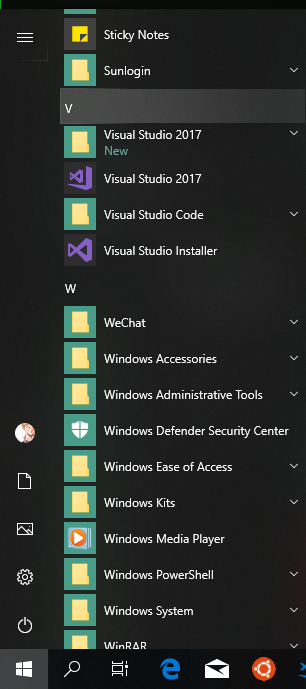 Sticky Notes
Sunlogin
V
Visual Studio 2017
New
Visual Studio 2017
Visual Studio Code
Visual Studio Installer
W
WeChat
Windows Accessories
Windows Administrative Tools
Windows Defender Security Center
Windows Ease of Access
Windows Kits
Windows Media Player
Windows PowerShell
Windows System
WinRAR